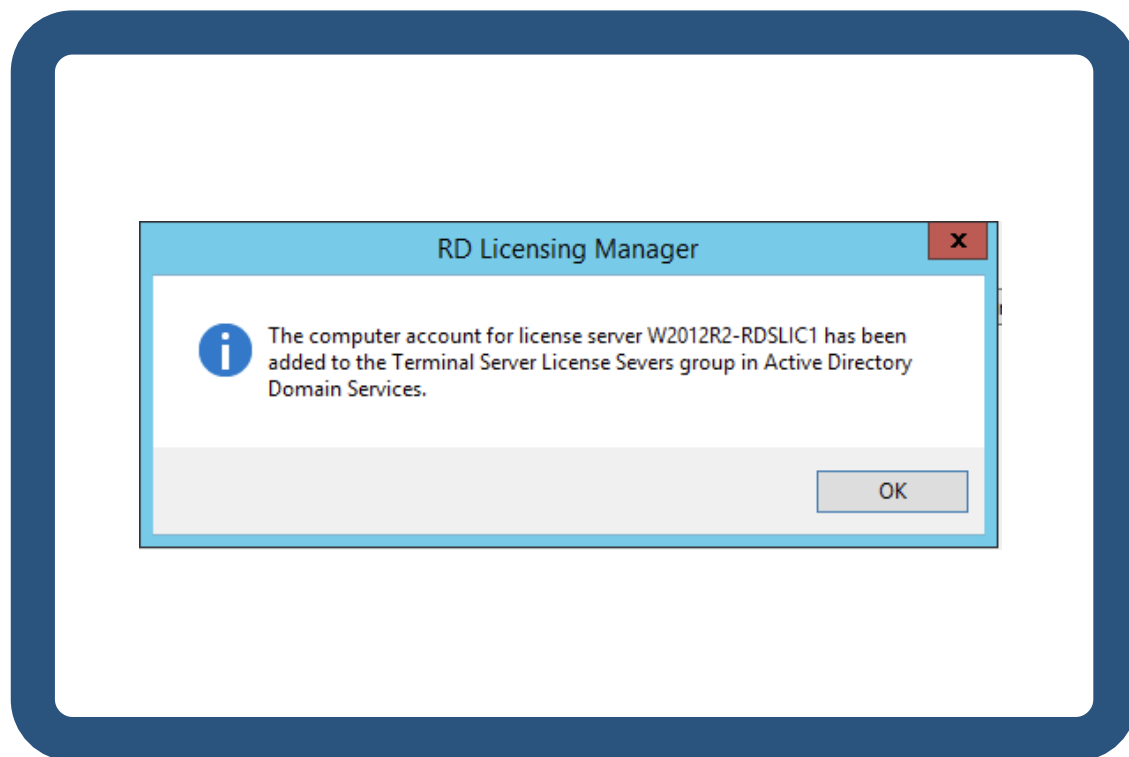 RD Licensing Manager
x
The computer account for license server W2012R2-RDSLIC1 has been
added to the Terminal Server License Severs group in Active Directory
Domain Services.
OK